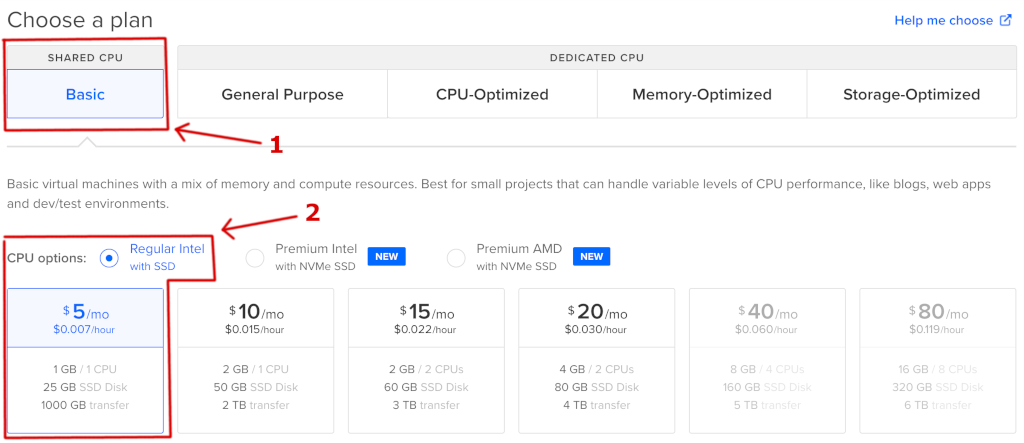 Choose a plan
Help me choose
SHARED CPU
DEDICATED CPU
Basic
General Purpose
CPU-Optimized
Memory-Optimized
Storage-Optimized
1
Basic virtual machines with a mix of memory and compute resources. Best for small projects that can handle variable levels of CPU performance, like blogs, web apps
and dev/test environments.
2
CPU options:
Regular Intel
with SSD
Premium Intel
with NVMe SSD
NEW
Premium AMD
with NVMe SSD
NEW
$5/mo
$0.007/hour
1 GB / 1 CPU
25 GB SSD Disk
1000 GB transfer
$10/mo
$0.015/hour
2 GB / 1 CPU
50 GB SSD Disk
2 TB transfer
$15/mo
$0.022/hour
2 GB / 2 CPUs
60 GB SSD Disk
3 TB transfer
$20/mo
$0.030/hour
4 GB / 2 CPUs
80 GB SSD Disk
4 TB transfer
$40/mo
$0.060/hour
8 GB / 4 CPUs
160 GB SSD Disk
5 TB transfer
$80/mo
$0.119/hour
16 GB / 8 CPUs
320 GB SSD Disk
6 TB transfer